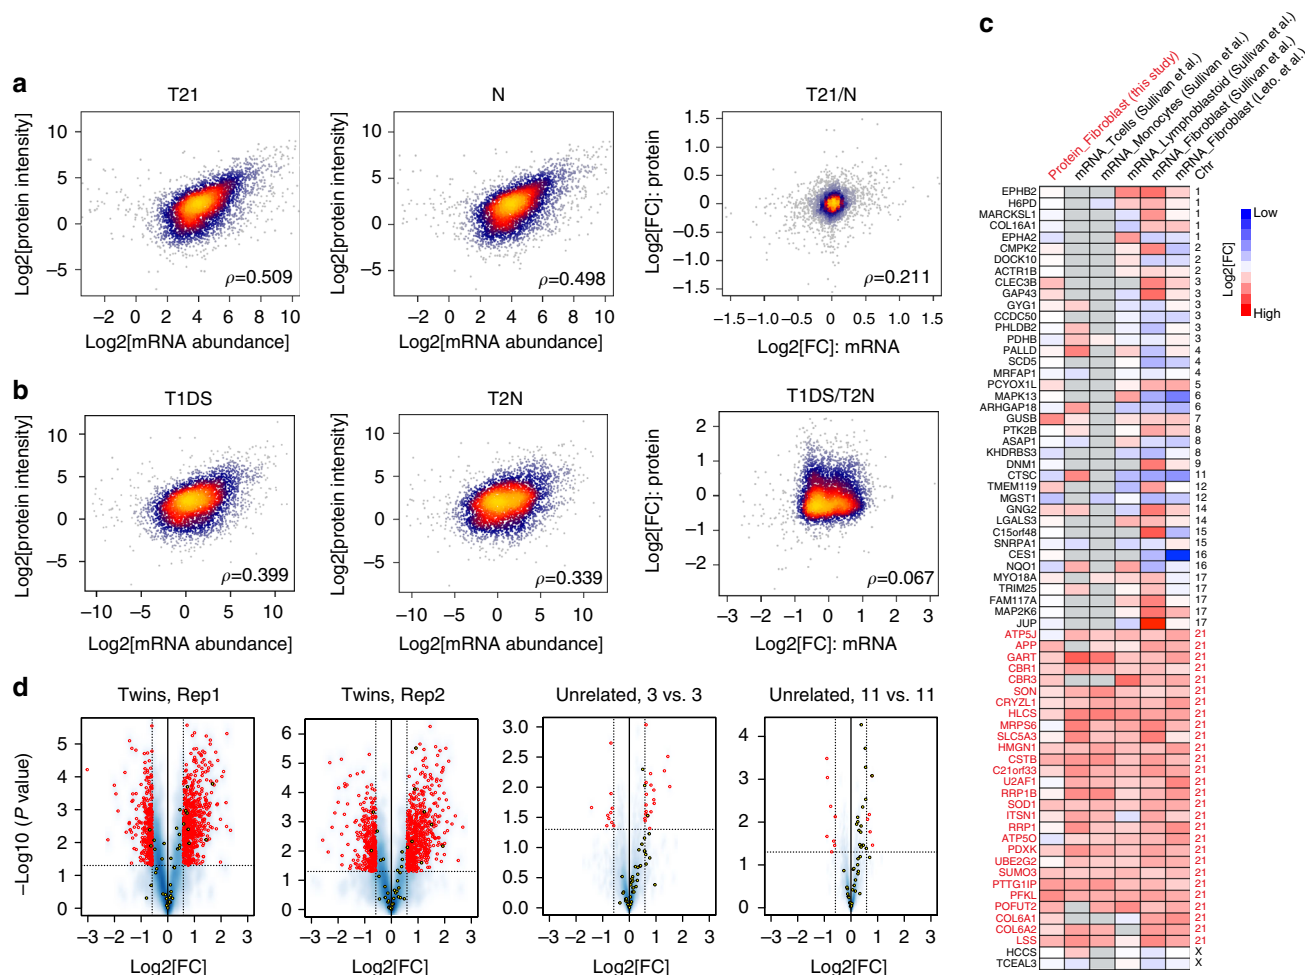 a
T21
Log2[protein intensity]
10
5
0
−5
ρ=0.509
−2 0 2 4 6 8 10
Log2[mRNA abundance]
N
Log2[protein intensity]
10
5
0
−5
ρ=0.498
−2 0 2 4 6 8 10
Log2[mRNA abundance]
T21/N
Log2[FC]: protein
1.5
1.0
0.5
0
−0.5
−1.0
−1.5
ρ=0.211
−1.5 −1.0 −0.5 0 0.5 1.0 1.5
Log2[FC]: mRNA
b
T1DS
Log2[protein intensity]
10
5
0
−5
ρ=0.399
−10 −5 0 5 10
Log2[mRNA abundance]
T2N
Log2[protein intensity]
10
5
0
−5
ρ=0.339
−10 −5 0 5 10
Log2[mRNA abundance]
T1DS/T2N
Log2[FC]: protein
2
1
0
−1
−2
ρ=0.067
−3 −2 −1 0 1 2 3
Log2[FC]: mRNA
c
Protein_Fibroblast (this study)
mRNA_Tcells (Sullivan et al.)
mRNA_Monocytes (Sullivan et al.)
mRNA_Lymphoblastoid (Sullivan et al.)
mRNA_Fibroblast (Sullivan et al.)
mRNA_Fibroblast (Leto. et al.)
Chr
EPHB2 1
H6PD 1
MARCKSL1 1
COL16A1 1
EPHA2 1
CMPK2 2
DOCK10 2
ACTR1B 2
CLEC3B 3
GAP43 3
GYG1 3
CCDC50 3
PHLDB2 3
PDHB 3
PALLD 4
SCD5 4
MRFAP1 4
PCYOX1L 5
MAPK13 6
ARHGAP18 6
GUSB 7
PTK2B 8
ASAP1 8
KHDRBS3 8
DNM1 9
CTSC 11
TMEM119 12
MGST1 12
GNG2 14
LGALS3 14
C15orf48 15
SNRPA1 15
CES1 16
NQO1 16
MYO18A 17
TRIM25 17
FAM117A 17
MAP2K6 17
JUP 17
ATP5J 21
APP 21
GART 21
CBR1 21
CBR3 21
SON 21
CRYZL1 21
HLCS 21
MRPS6 21
SLC5A3 21
HMGN1 21
CSTB 21
C21orf33 21
U2AF1 21
RRP1B 21
SOD1 21
ITSN1 21
RRP1 21
ATP5O 21
PDXK 21
UBE2G2 21
SUMO3 21
PTTG1IP 21
PFKL 21
POFUT2 21
COL6A1 21
COL6A2 21
LSS 21
HCCS X
TCEAL3 X
Low
Log2[FC]
High
d
Twins, Rep1
−Log10 (P value)
5
4
3
2
1
0
−3 −2 −1 0 1 2 3
Log2[FC]
Twins, Rep2
6
5
4
3
2
1
0
−3 −2 −1 0 1 2 3
Log2[FC]
Unrelated, 3 vs. 3
3.0
2.5
2.0
1.5
1.0
0.5
0.0
−3 −2 −1 0 1 2 3
Log2[FC]
Unrelated, 11 vs. 11
4
3
2
1
0
−3 −2 −1 0 1 2 3
Log2[FC]